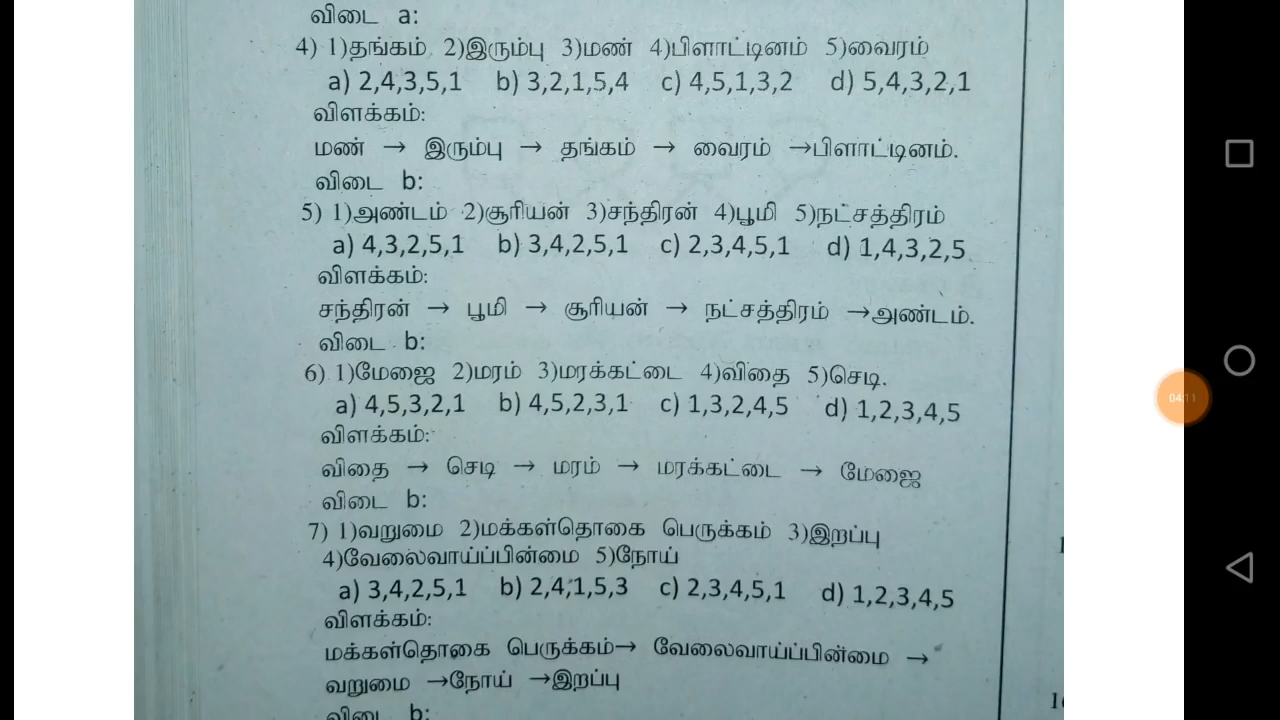 விடை a:
4) 1)தங்கம் 2)இரும்பு 3)மண் 4)பிளாட்டினம் 5)வைரம்
a) 2,4,3,5,1 b) 3,2,1,5,4 c) 4,5,1,3,2 d) 5,4,3,2,1
விளக்கம்:
மண் → இரும்பு → தங்கம் → வைரம் →பிளாட்டினம்.
விடை b:
5) 1)அண்டம் 2)சூரியன் 3)சந்திரன் 4)பூமி 5)நட்சத்திரம்
a) 4,3,2,5,1 b) 3,4,2,5,1 c) 2,3,4,5,1 d) 1,4,3,2,5
விளக்கம்:
சந்திரன் → பூமி → சூரியன் → நட்சத்திரம் →அண்டம்.
விடை b:
6) 1)மேஜை 2)மரம் 3)மரக்கட்டை 4)விதை 5)செடி.
a) 4,5,3,2,1 b) 4,5,2,3,1 c) 1,3,2,4,5 d) 1,2,3,4,5
விளக்கம்:
விதை → செடி → மரம் → மரக்கட்டை → மேஜை
விடை b:
7) 1)வறுமை 2)மக்கள்தொகை பெருக்கம் 3)இறப்பு
4)வேலைவாய்ப்பின்மை 5)நோய்
a) 3,4,2,5,1 b) 2,4,1,5,3 c) 2,3,4,5,1 d) 1,2,3,4,5
விளக்கம்:
மக்கள்தொகை பெருக்கம்→ வேலைவாய்ப்பின்மை →
வறுமை →நோய் →இறப்பு
விடை b:
04:11